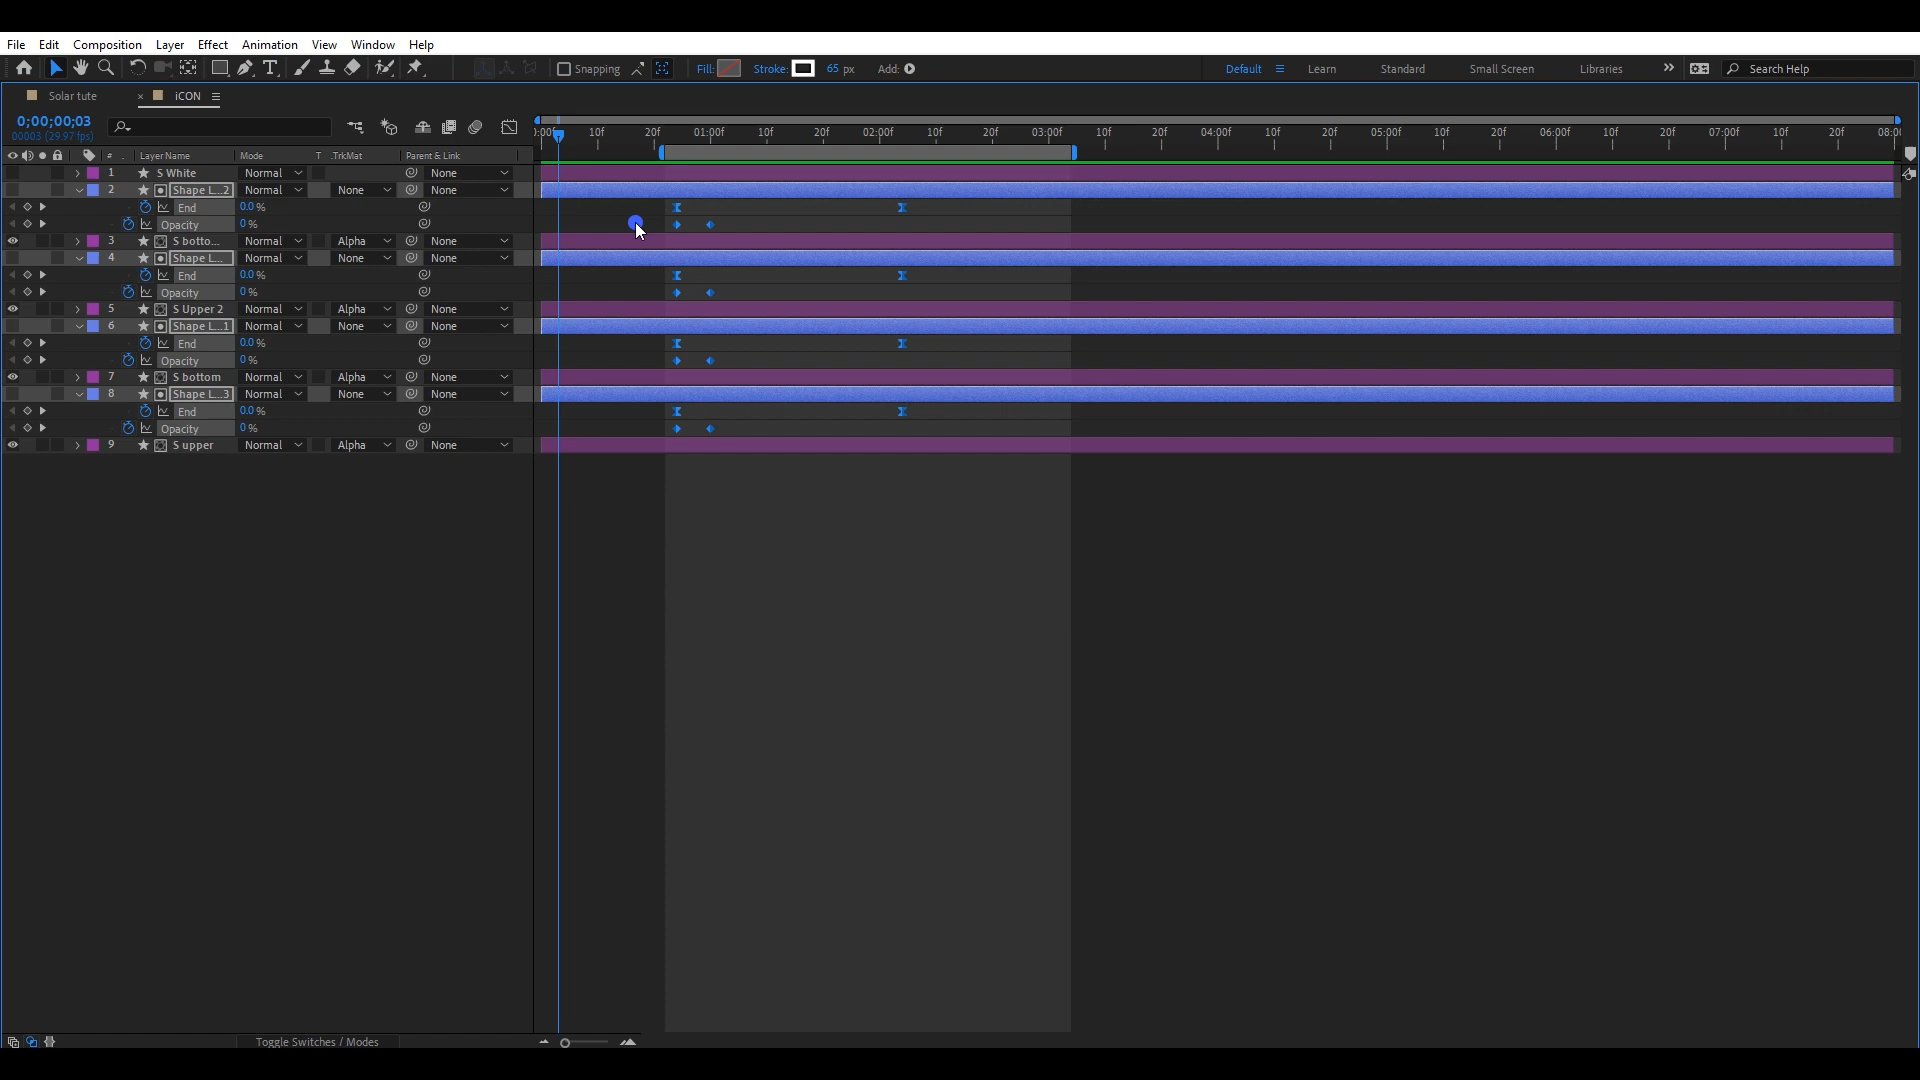 File Edit Composition Layer Effect Animation View Window Help
Snapping Fill: Stroke: 65 px Add: Default Learn Standard Small Screen Libraries Search Help
Solar tute × iCON
0;00;00;03
00003 (29.97 fps)
:00f 10f 20f 01:00f 10f 20f 02:00f 10f 20f 03:00f 10f 20f 04:00f 10f 20f 05:00f 10f 20f 06:00f 10f 20f 07:00f 10f 20f 08:00
# Layer Name Mode T .TrkMat Parent & Link
1 S White Normal None
2 Shape L...2 Normal None None
End 0.0 %
Opacity 0 %
3 S botto... Normal Alpha None
4 Shape L... Normal None None
End 0.0 %
Opacity 0 %
5 S Upper 2 Normal Alpha None
6 Shape L...1 Normal None None
End 0.0 %
Opacity 0 %
7 S bottom Normal Alpha None
8 Shape L...3 Normal None None
End 0.0 %
Opacity 0 %
9 S upper Normal Alpha None
Toggle Switches / Modes